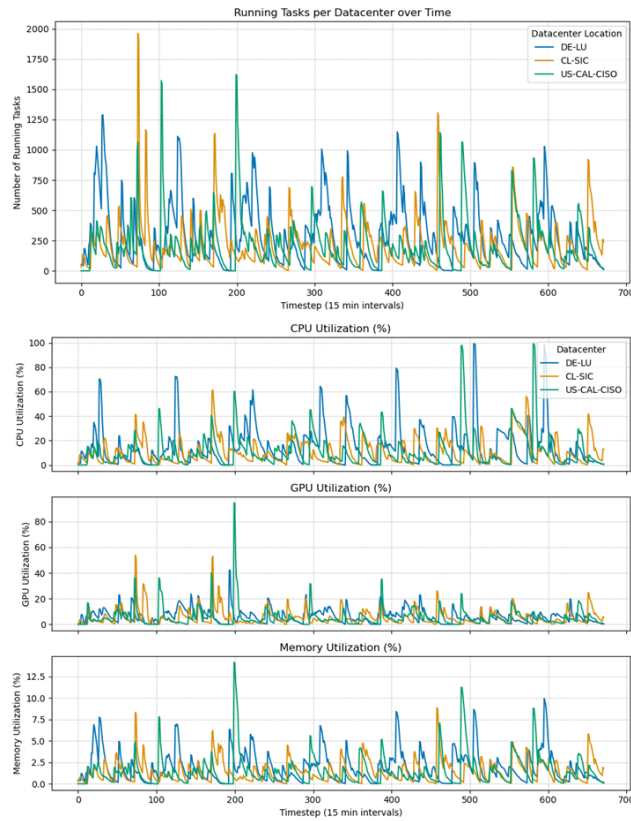 Running Tasks per Datacenter over Time
Number of Running Tasks
2000
1750
1500
1250
1000
750
500
250
0
Datacenter Location
DE-LU
CL-SIC
US-CAL-CISO
0 100 200 300 400 500 600 700
Timestep (15 min intervals)
CPU Utilization (%)
CPU Utilization (%)
100
80
60
40
20
0
Datacenter
DE-LU
CL-SIC
US-CAL-CISO
GPU Utilization (%)
GPU Utilization (%)
80
60
40
20
0
Memory Utilization (%)
Memory Utilization (%)
12.5
10.0
7.5
5.0
2.5
0.0
0 100 200 300 400 500 600 700
Timestep (15 min intervals)